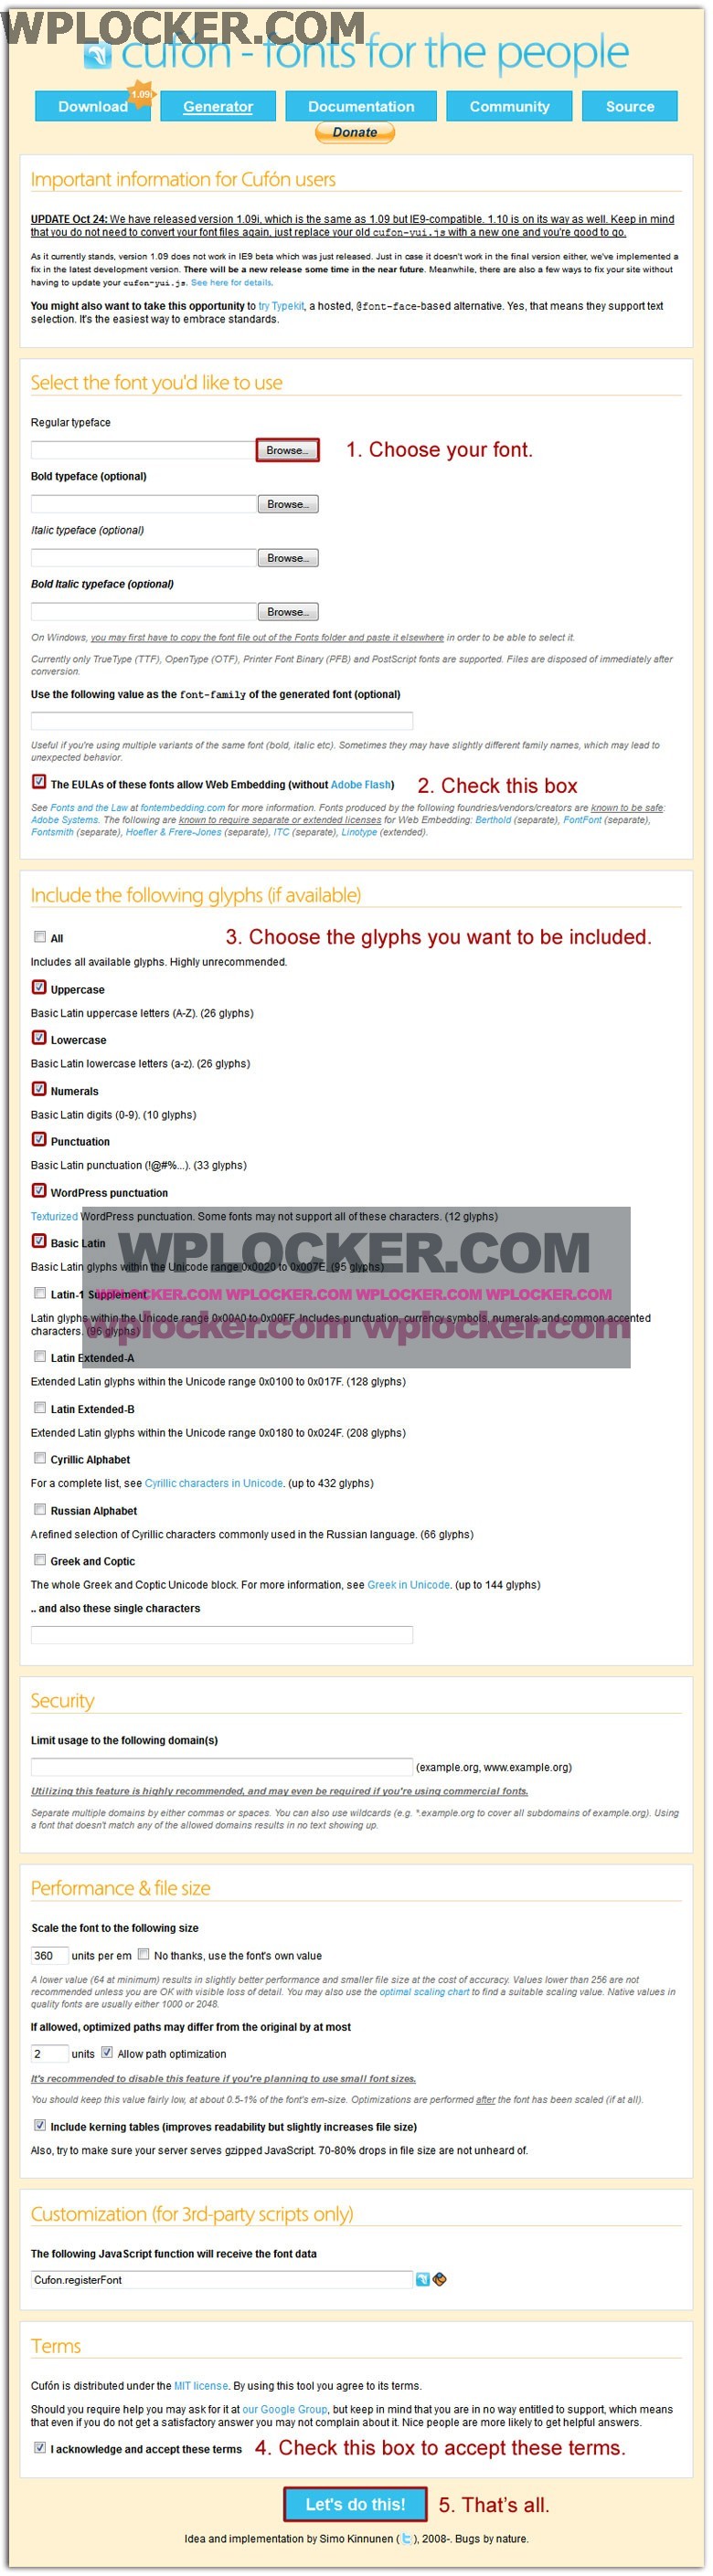 WPLOCKER.COM
cufón - fonts for the people
Download 1.09i Generator Documentation Community Source
Donate
Important information for Cufón users
UPDATE Oct 24: We have released version 1.09i, which is the same as 1.09 but IE9-compatible. 1.10 is on its way as well. Keep in mind
that you do not need to convert your font files again, just replace your old cufon-yui.js with a new one and you're good to go.
As it currently stands, version 1.09 does not work in IE9 beta which was just released. Just in case it doesn't work in the final version either, we've implemented a
fix in the latest development version. There will be a new release some time in the near future. Meanwhile, there are also a few ways to fix your site without
having to update your cufon-yui.js. See here for details.
You might also want to take this opportunity to try Typekit, a hosted, @font-face-based alternative. Yes, that means they support text
selection. It's the easiest way to embrace standards.
Select the font you'd like to use
Regular typeface
Browse... 1. Choose your font.
Bold typeface (optional)
Browse...
Italic typeface (optional)
Browse...
Bold Italic typeface (optional)
Browse...
On Windows, you may first have to copy the font file out of the Fonts folder and paste it elsewhere in order to be able to select it.
Currently only TrueType (TTF), OpenType (OTF), Printer Font Binary (PFB) and PostScript fonts are supported. Files are disposed of immediately after
conversion.
Use the following value as the font-family of the generated font (optional)
Useful if you're using multiple variants of the same font (bold, italic etc). Sometimes they may have slightly different family names, which may lead to
unexpected behavior.
The EULAs of these fonts allow Web Embedding (without Adobe Flash) 2. Check this box
See Fonts and the Law at fontembedding.com for more information. Fonts produced by the following foundries/vendors/creators are known to be safe:
Adobe Systems. The following are known to require separate or extended licenses for Web Embedding: Berthold (separate), FontFont (separate),
Fontsmith (separate), Hoefler & Frere-Jones (separate), ITC (separate), Linotype (extended).
Include the following glyphs (if available)
All 3. Choose the glyphs you want to be included.
Includes all available glyphs. Highly unrecommended.
Uppercase
Basic Latin uppercase letters (A-Z). (26 glyphs)
Lowercase
Basic Latin lowercase letters (a-z). (26 glyphs)
Numerals
Basic Latin digits (0-9). (10 glyphs)
Punctuation
Basic Latin punctuation (!@#%...). (33 glyphs)
WordPress punctuation
Texturized WordPress punctuation. Some fonts may not support all of these characters. (12 glyphs)
Basic Latin
WPLOCKER.COM
Basic Latin glyphs within the Unicode range 0x0020 to 0x007E. (95 glyphs)
Latin-1 Supplement
WPLOCKER.COM WPLOCKER.COM WPLOCKER.COM WPLOCKER.COM
Latin glyphs within the Unicode range 0x00A0 to 0x00FF. Includes punctuation, currency symbols, numerals and common accented
characters. (96 glyphs)
wplocker.com wplocker.com
Latin Extended-A
Extended Latin glyphs within the Unicode range 0x0100 to 0x017F. (128 glyphs)
Latin Extended-B
Extended Latin glyphs within the Unicode range 0x0180 to 0x024F. (208 glyphs)
Cyrillic Alphabet
For a complete list, see Cyrillic characters in Unicode. (up to 432 glyphs)
Russian Alphabet
A refined selection of Cyrillic characters commonly used in the Russian language. (66 glyphs)
Greek and Coptic
The whole Greek and Coptic Unicode block. For more information, see Greek in Unicode. (up to 144 glyphs)
.. and also these single characters
Security
Limit usage to the following domain(s)
(example.org, www.example.org)
Utilizing this feature is highly recommended, and may even be required if you're using commercial fonts.
Separate multiple domains by either commas or spaces. You can also use wildcards (e.g. *.example.org to cover all subdomains of example.org). Using
a font that doesn't match any of the allowed domains results in no text showing up.
Performance & file size
Scale the font to the following size
360 units per em No thanks, use the font's own value
A lower value (64 at minimum) results in slightly better performance and smaller file size at the cost of accuracy. Values lower than 256 are not
recommended unless you are OK with visible loss of detail. You may also use the optimal scaling chart to find a suitable scaling value. Native values in
quality fonts are usually either 1000 or 2048.
If allowed, optimized paths may differ from the original by at most
2 units Allow path optimization
It's recommended to disable this feature if you're planning to use small font sizes.
You should keep this value fairly low, at about 0.5-1% of the font's em-size. Optimizations are performed after the font has been scaled (if at all).
Include kerning tables (improves readability but slightly increases file size)
Also, try to make sure your server serves gzipped JavaScript. 70-80% drops in file size are not unheard of.
Customization (for 3rd-party scripts only)
The following JavaScript function will receive the font data
Cufon.registerFont
Terms
Cufón is distributed under the MIT license. By using this tool you agree to its terms.
Should you require help you may ask for it at our Google Group, but keep in mind that you are in no way entitled to support, which means
that even if you do not get a satisfactory answer you may not complain about it. Nice people are more likely to get helpful answers.
I acknowledge and accept these terms 4. Check this box to accept these terms.
Let's do this! 5. That's all.
Idea and implementation by Simo Kinnunen (t), 2008-. Bugs by nature.